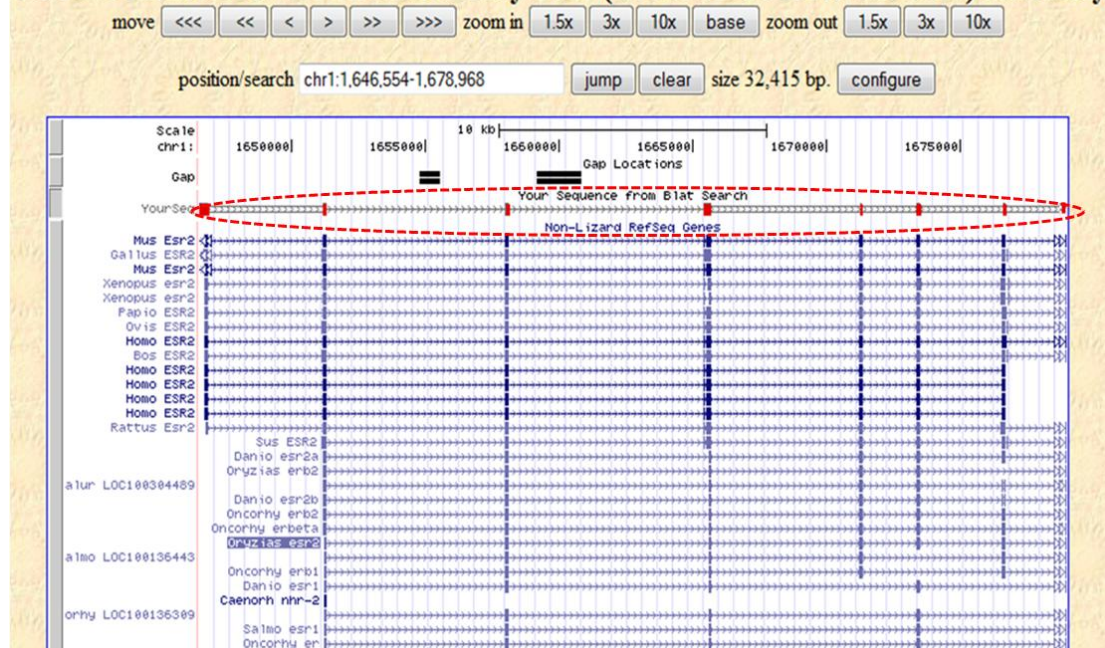 move <<< << < > >> >>> zoom in 1.5x 3x 10x base zoom out 1.5x 3x 10x
position/search chr1:1,646,554-1,678,968 jump clear size 32,415 bp. configure
Scale 10 kb
chr1: 1650000 1655000 1660000 1665000 1670000 1675000
Gap Locations
Gap
Your Sequence from Blat Search
YourSeq
Non-Lizard RefSeq Genes
Mus Esr2
Gallus ESR2
Mus Esr2
Xenopus esr2
Xenopus esr2
Papio ESR2
Ovis ESR2
Homo ESR2
Bos ESR2
Homo ESR2
Homo ESR2
Homo ESR2
Homo ESR2
Rattus Esr2
Sus ESR2
Danio esr2a
Oryzias erb2
alur LOC100304489
Danio esr2b
Oncorhy erb2
Oncorhy erbeta
Oryzias esr2
almo LOC100136443
Oncorhy erb1
Danio esr1
Caenorh nhr-2
orhy LOC100136309
Salmo esr1
Oncorhy er